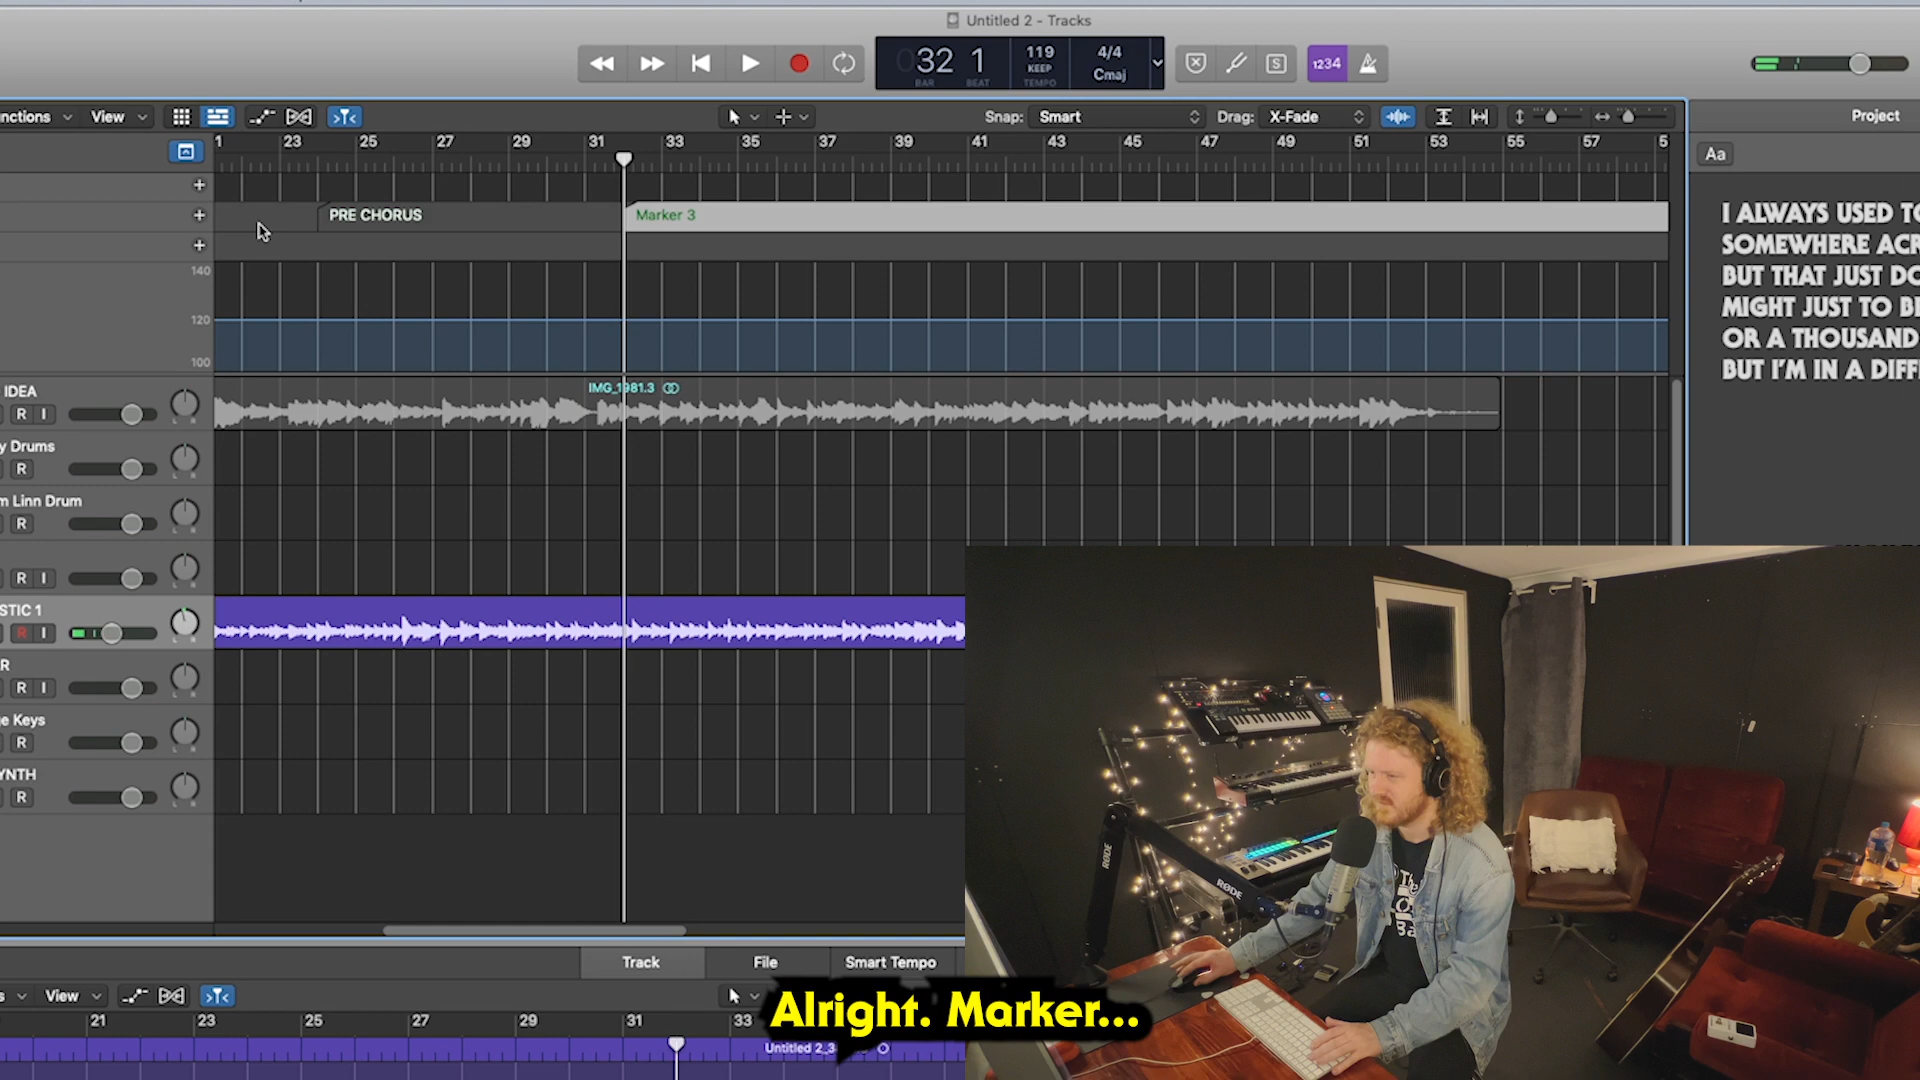 Untitled 2 - Tracks
32 1
BAR BEAT
119
KEEP
TEMPO
4/4
Cmaj
S
1234
nctions
View
Snap: Smart
Drag: X-Fade
Project
1 23 25 27 29 31 33 35 37 39 41 43 45 47 49 51 53 55 57 5
Aa
PRE CHORUS
Marker 3
I ALWAYS USED TO
SOMEWHERE ACR
BUT THAT JUST DO
MIGHT JUST TO BE
OR A THOUSAND
BUT I'M IN A DIFF
140
120
100
IDEA
R I
IMG_1981.3
y Drums
R
m Linn Drum
R
R I
STIC 1
R I
R
R I
ge Keys
R
YNTH
R
Track
File
Smart Tempo
s
View
21 23 25 27 29 31 33
Untitled 2_3
Alright. Marker...
RØDE
RØDE